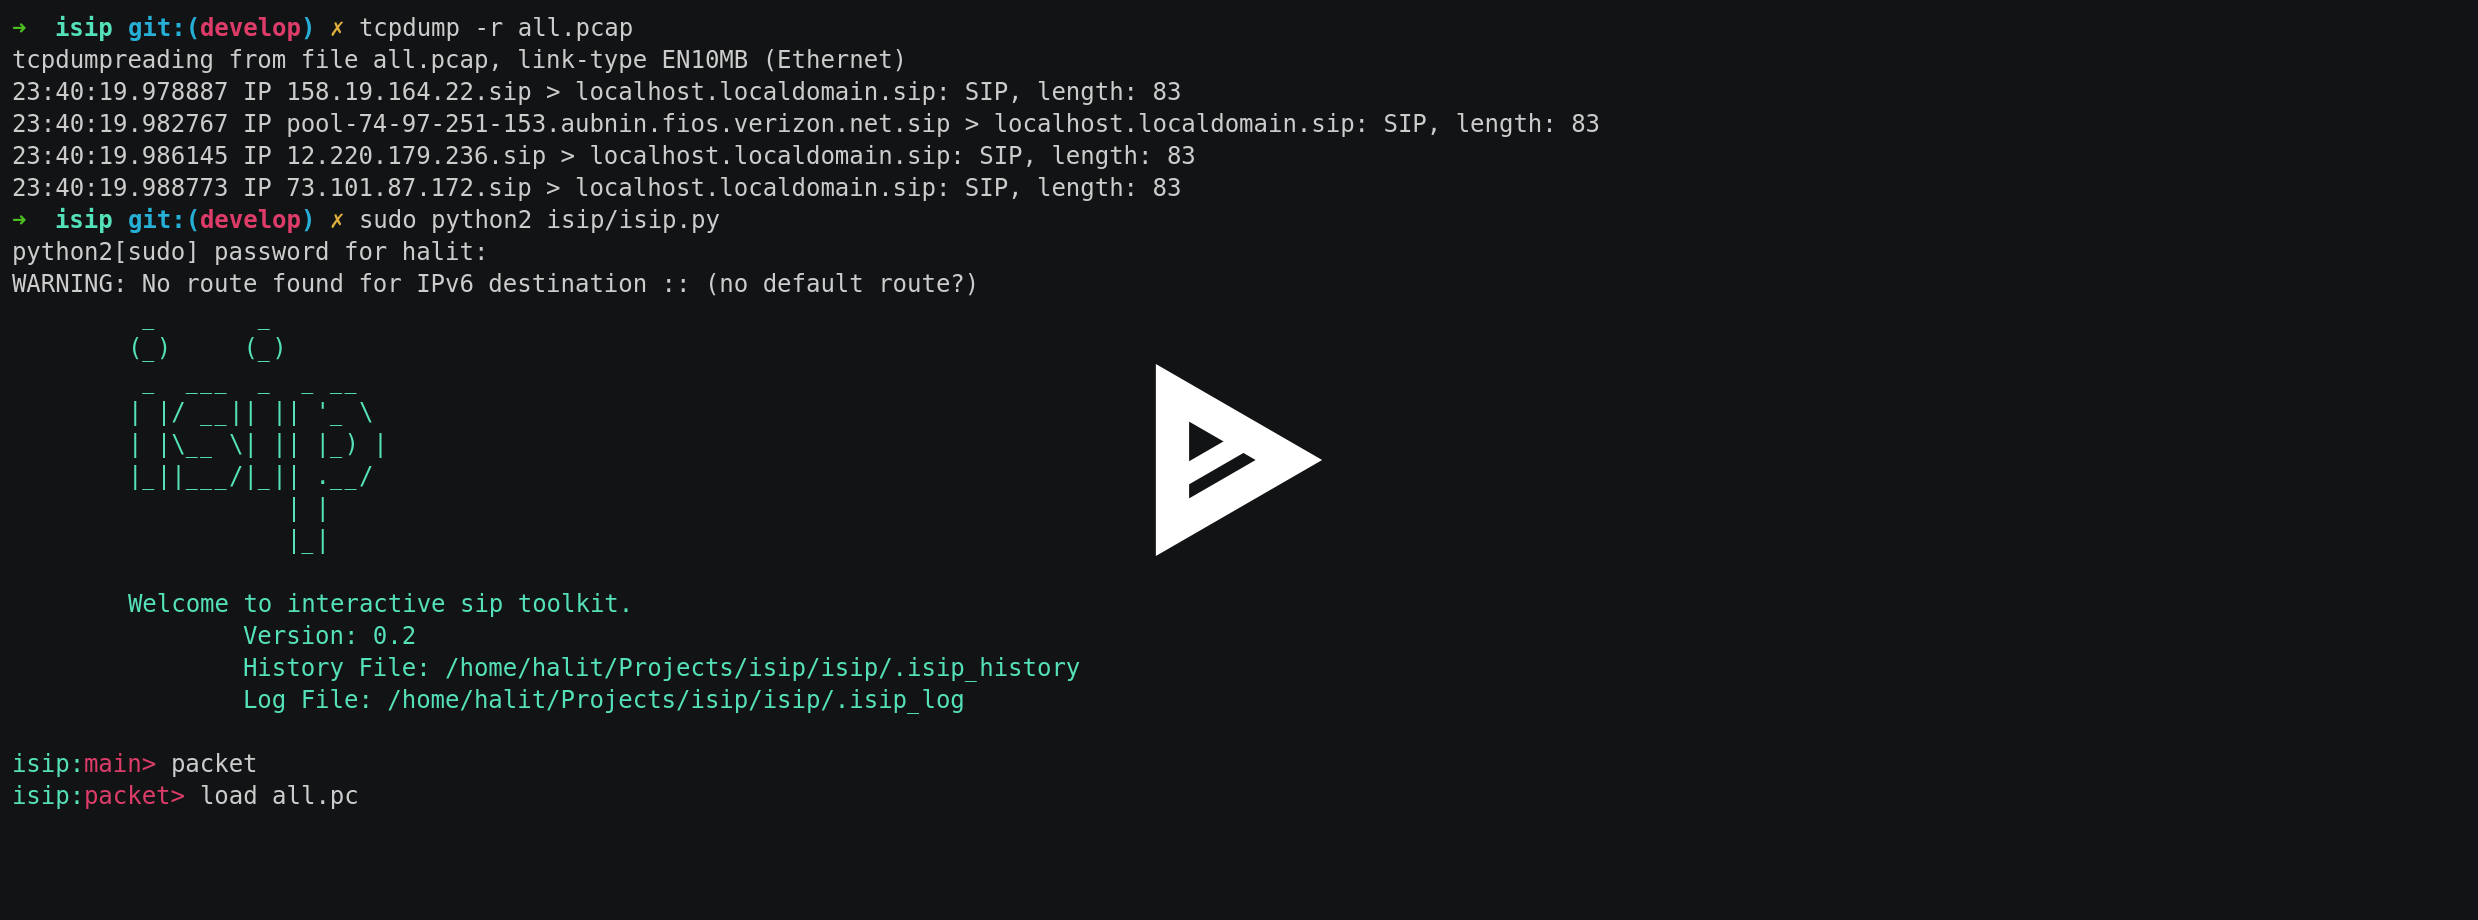 ➜  isip git:(develop) ✗ tcpdump -r all.pcap
tcpdumpreading from file all.pcap, link-type EN10MB (Ethernet)
23:40:19.978887 IP 158.19.164.22.sip > localhost.localdomain.sip: SIP, length: 83
23:40:19.982767 IP pool-74-97-251-153.aubnin.fios.verizon.net.sip > localhost.localdomain.sip: SIP, length: 83
23:40:19.986145 IP 12.220.179.236.sip > localhost.localdomain.sip: SIP, length: 83
23:40:19.988773 IP 73.101.87.172.sip > localhost.localdomain.sip: SIP, length: 83
➜  isip git:(develop) ✗ sudo python2 isip/isip.py
python2[sudo] password for halit:
WARNING: No route found for IPv6 destination :: (no default route?)
         _       _
        (_)     (_)
         _  ___  _  _ __
        | |/ __|| || '_ \
        | |\__ \| || |_) |
        |_||___/|_|| .__/
                   | |
                   |_|
        Welcome to interactive sip toolkit.
                Version: 0.2
                History File: /home/halit/Projects/isip/isip/.isip_history
                Log File: /home/halit/Projects/isip/isip/.isip_log
isip:main> packet
isip:packet> load all.pc